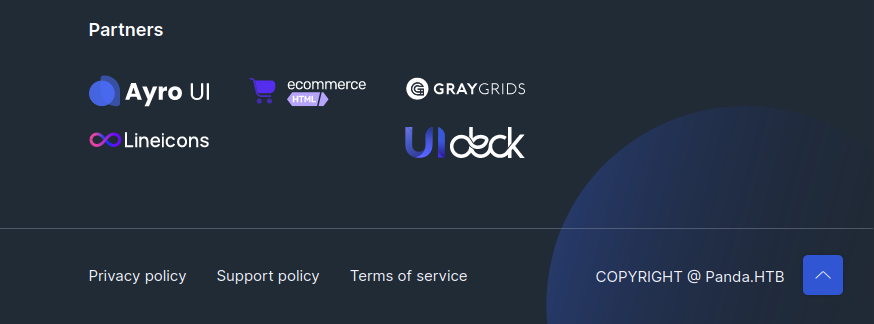 Partners
Ayro UI
ecommerce
HTML
GRAYGRIDS
Lineicons
UIdeck
Privacy policy Support policy Terms of service COPYRIGHT @ Panda.HTB